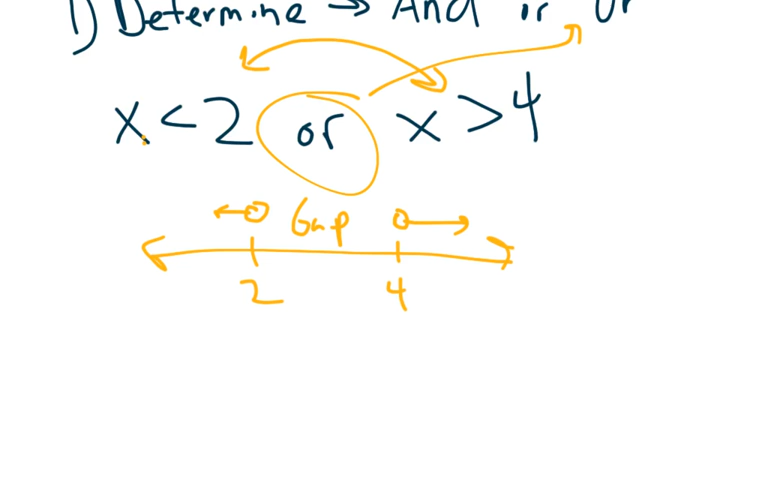 1) Determine → And or Or
x < 2 or x > 4
Gap
2 4